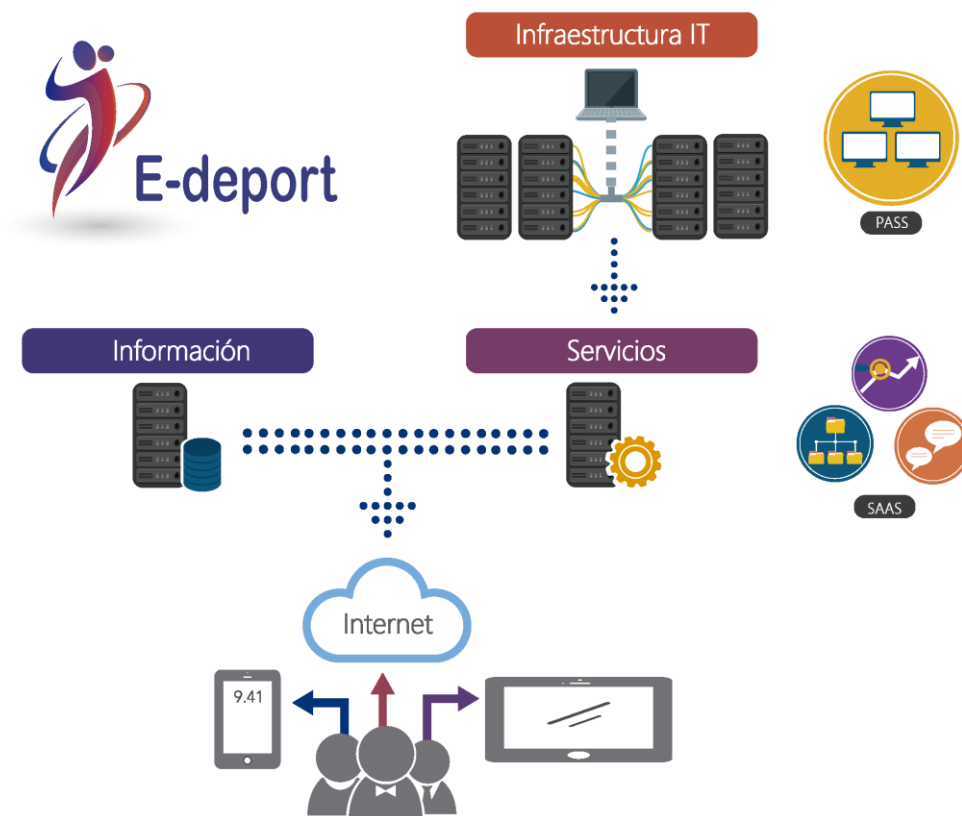 Infraestructura IT
E-deport
PASS
Información
Servicios
SAAS
Internet
9.41